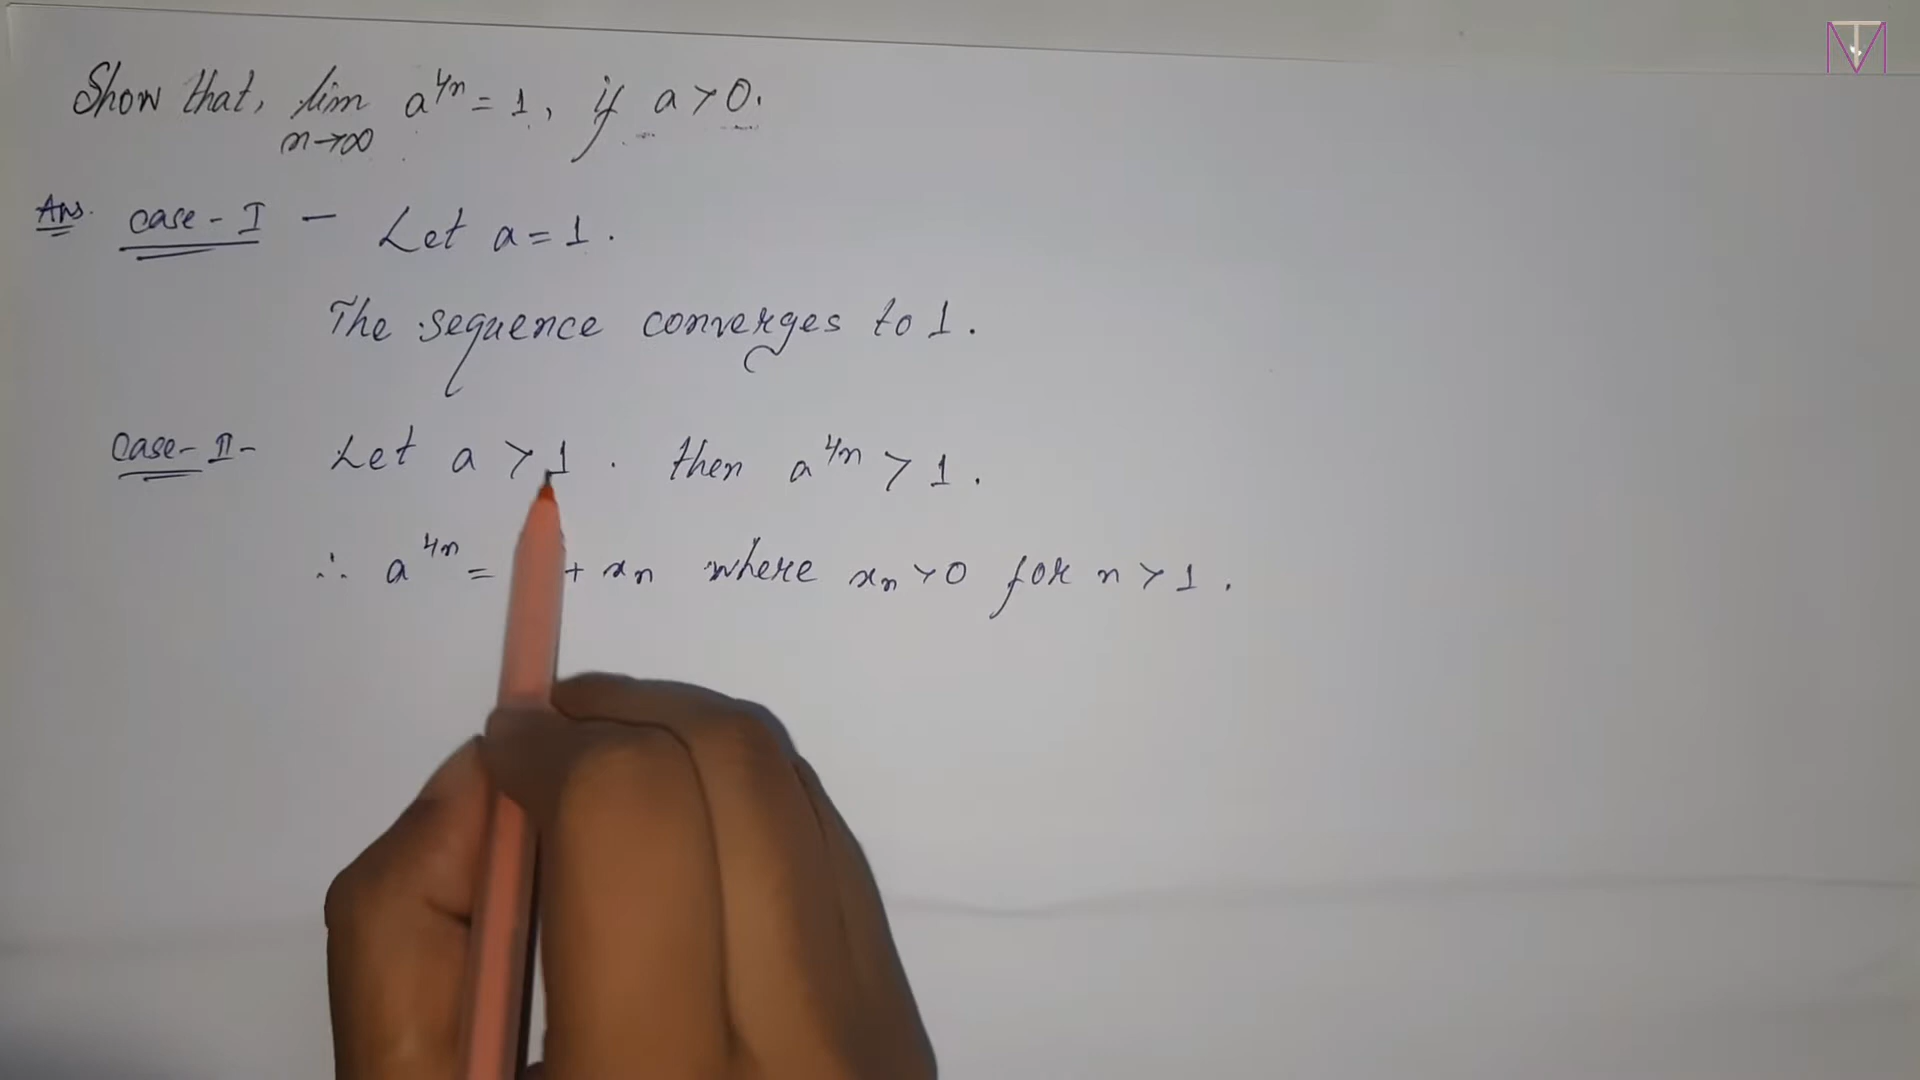 Show that, lim a^1/n = 1, if a > 0.
n→∞
Ans. case - I - Let a = 1.
The sequence converges to 1.
case - II - Let a > 1. then a^1/n > 1.
∴ a^1/n = + xn where xn > 0 for n > 1.